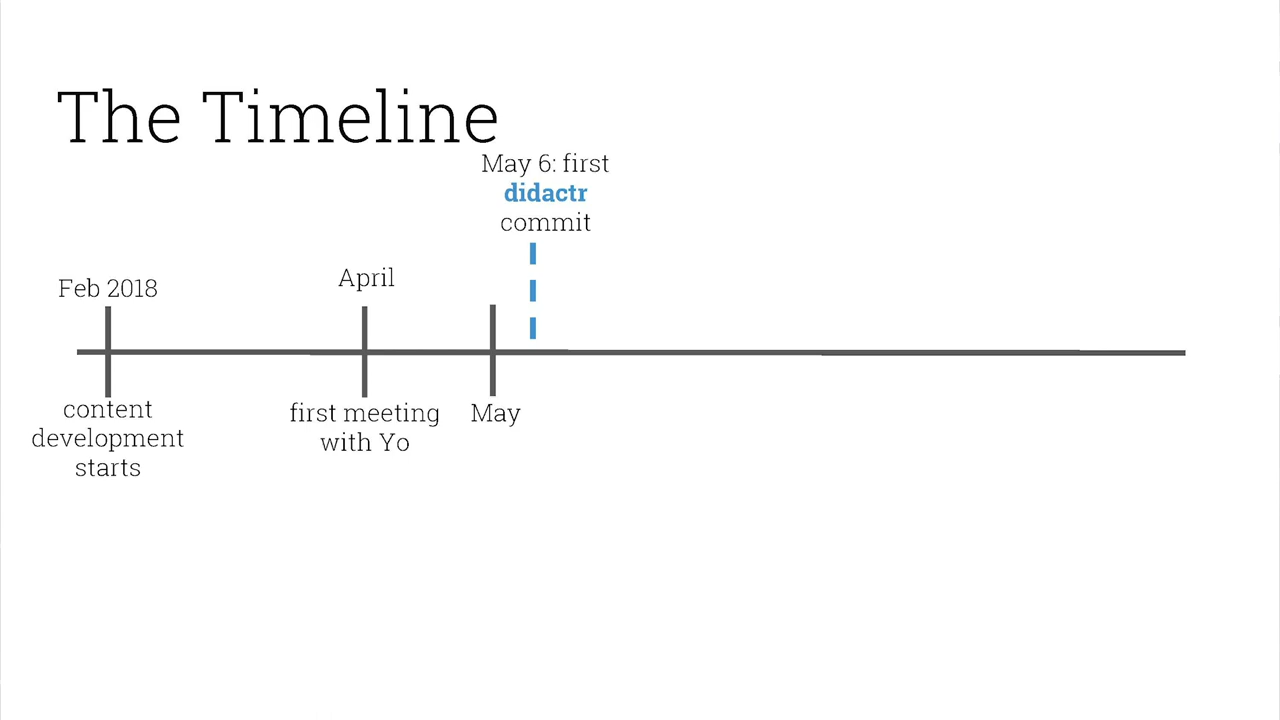 The Timeline
May 6: first
didactr
commit
Feb 2018
April
content
development
starts
first meeting
with Yo
May